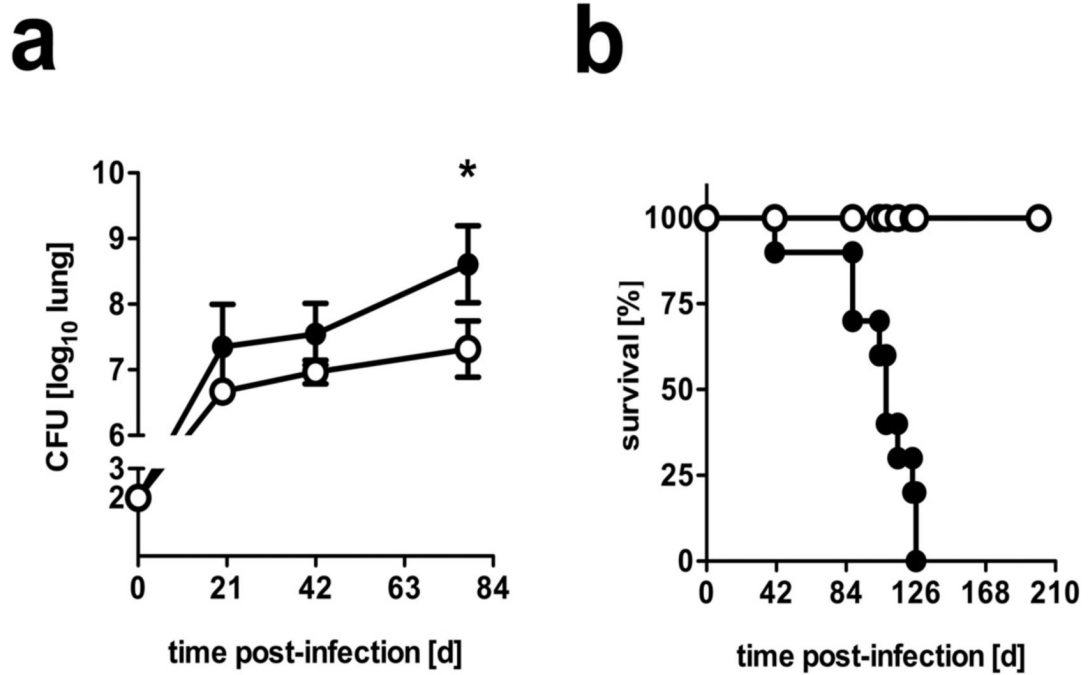 a
b
10
9
8
7
6
3
2
CFU [log10 lung]
*
0 21 42 63 84
time post-infection [d]
100
75
50
25
0
survival [%]
0 42 84 126 168 210
time post-infection [d]